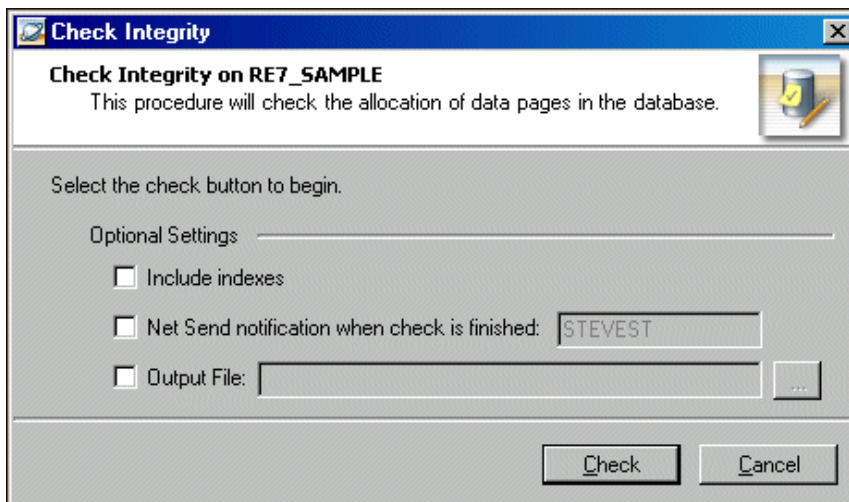 Check Integrity
Check Integrity on RE7_SAMPLE
This procedure will check the allocation of data pages in the database.
Select the check button to begin.
Optional Settings
Include indexes
Net Send notification when check is finished: STEVEST
Output File: ...
Check Cancel